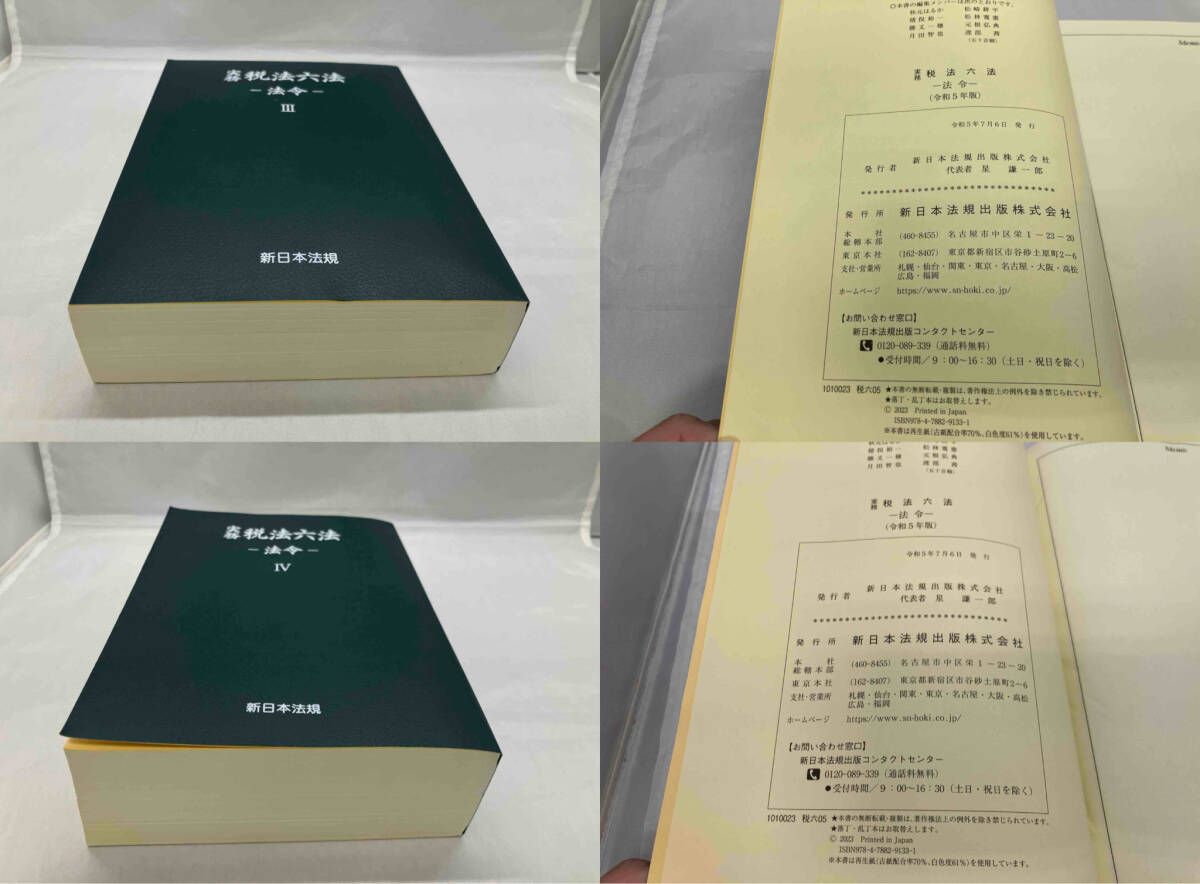 実務 税法六法
－法令－
III
新日本法規
○本書の編集メンバーは次のとおりです。
(五十音順)
実務 税法六法
―法令―
(令和5年版)
令和5年7月6日 発行
新日本法規出版株式会社
発行者 代表者 星 謙一郎
発行所 新日本法規出版株式会社
本社 総轄本部 (460-8455) 名古屋市中区栄1－23－20
東京本社 (162-8407) 東京都新宿区市谷砂土原町2－6
支社・営業所 札幌・仙台・関東・東京・名古屋・大阪・高松
広島・福岡
ホームページ https://www.sn-hoki.co.jp/
【お問い合わせ窓口】
新日本法規出版コンタクトセンター
0120-089-339（通話料無料）
●受付時間／9：00～16：30（土日・祝日を除く）
1010023 税六05 ★本書の無断転載・複製は、著作権法上の例外を除き禁じられています。
★落丁・乱丁本はお取替えします。
Ⓒ 2023 Printed in Japan
ISBN978-4-7882-9133-1
※本書は再生紙(古紙配合率70％、白色度61％)を使用しています。
実務 税法六法
－法令－
IV
新日本法規
(五十音順)
実務 税法六法
―法令―
(令和5年版)
令和5年7月6日 発行
新日本法規出版株式会社
発行者 代表者 星 謙一郎
発行所 新日本法規出版株式会社
本社 総轄本部 (460-8455) 名古屋市中区栄1－23－20
東京本社 (162-8407) 東京都新宿区市谷砂土原町2－6
支社・営業所 札幌・仙台・関東・東京・名古屋・大阪・高松
広島・福岡
ホームページ https://www.sn-hoki.co.jp/
【お問い合わせ窓口】
新日本法規出版コンタクトセンター
0120-089-339（通話料無料）
●受付時間／9：00～16：30（土日・祝日を除く）
1010023 税六05 ★本書の無断転載・複製は、著作権法上の例外を除き禁じられています。
★落丁・乱丁本はお取替えします。
Ⓒ 2023 Printed in Japan
ISBN978-4-7882-9133-1
※本書は再生紙(古紙配合率70％、白色度61％)を使用しています。